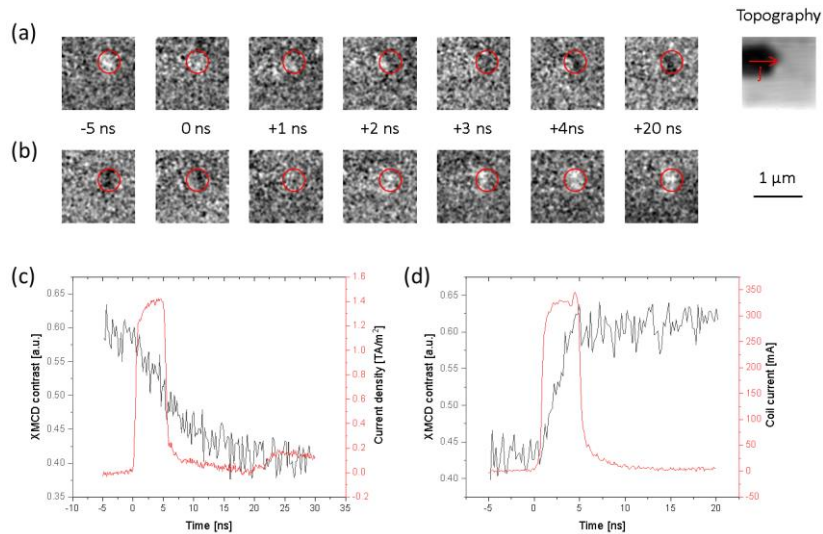 Topography
(a)
j
-5 ns 0 ns +1 ns +2 ns +3 ns +4ns +20 ns
(b)
1 µm
(c)
(d)
0.65
0.60
0.55
0.50
0.45
0.40
0.35
XMCD contrast [a.u.]
1.6
1.4
1.2
1.0
0.8
0.6
0.4
0.2
0.0
-0.2
Current density [TA/m²]
-10 -5 0 5 10 15 20 25 30 35
Time [ns]
0.65
0.60
0.55
0.50
0.45
0.40
XMCD contrast [a.u.]
350
300
250
200
150
100
50
0
-50
Coil current [mA]
-5 0 5 10 15 20
Time [ns]